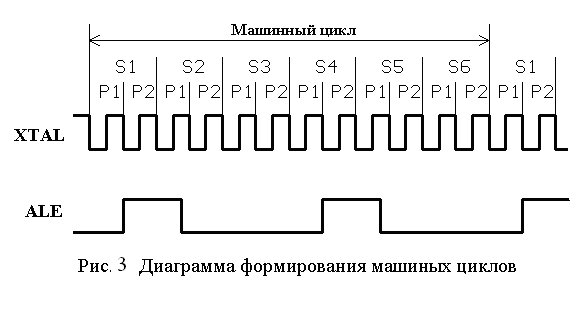 Машинный цикл
S1 S2 S3 S4 S5 S6 S1
P1 P2 P1 P2 P1 P2 P1 P2 P1 P2 P1 P2 P1 P2
XTAL
ALE
Рис. 3 Диаграмма формирования машиных циклов